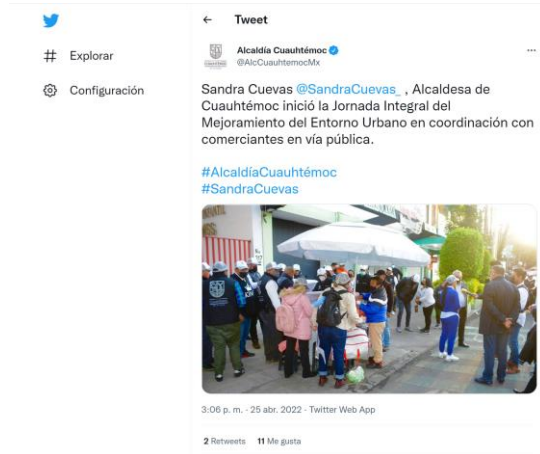 Tweet
Explorar
Configuración
Alcaldía Cuauhtémoc
@AlcCuauhtemocMx
Sandra Cuevas @SandraCuevas_ , Alcaldesa de
Cuauhtémoc inició la Jornada Integral del
Mejoramiento del Entorno Urbano en coordinación con
comerciantes en vía pública.
#AlcaldíaCuauhtémoc
#SandraCuevas
3:06 p. m. · 25 abr. 2022 · Twitter Web App
2 Retweets 11 Me gusta